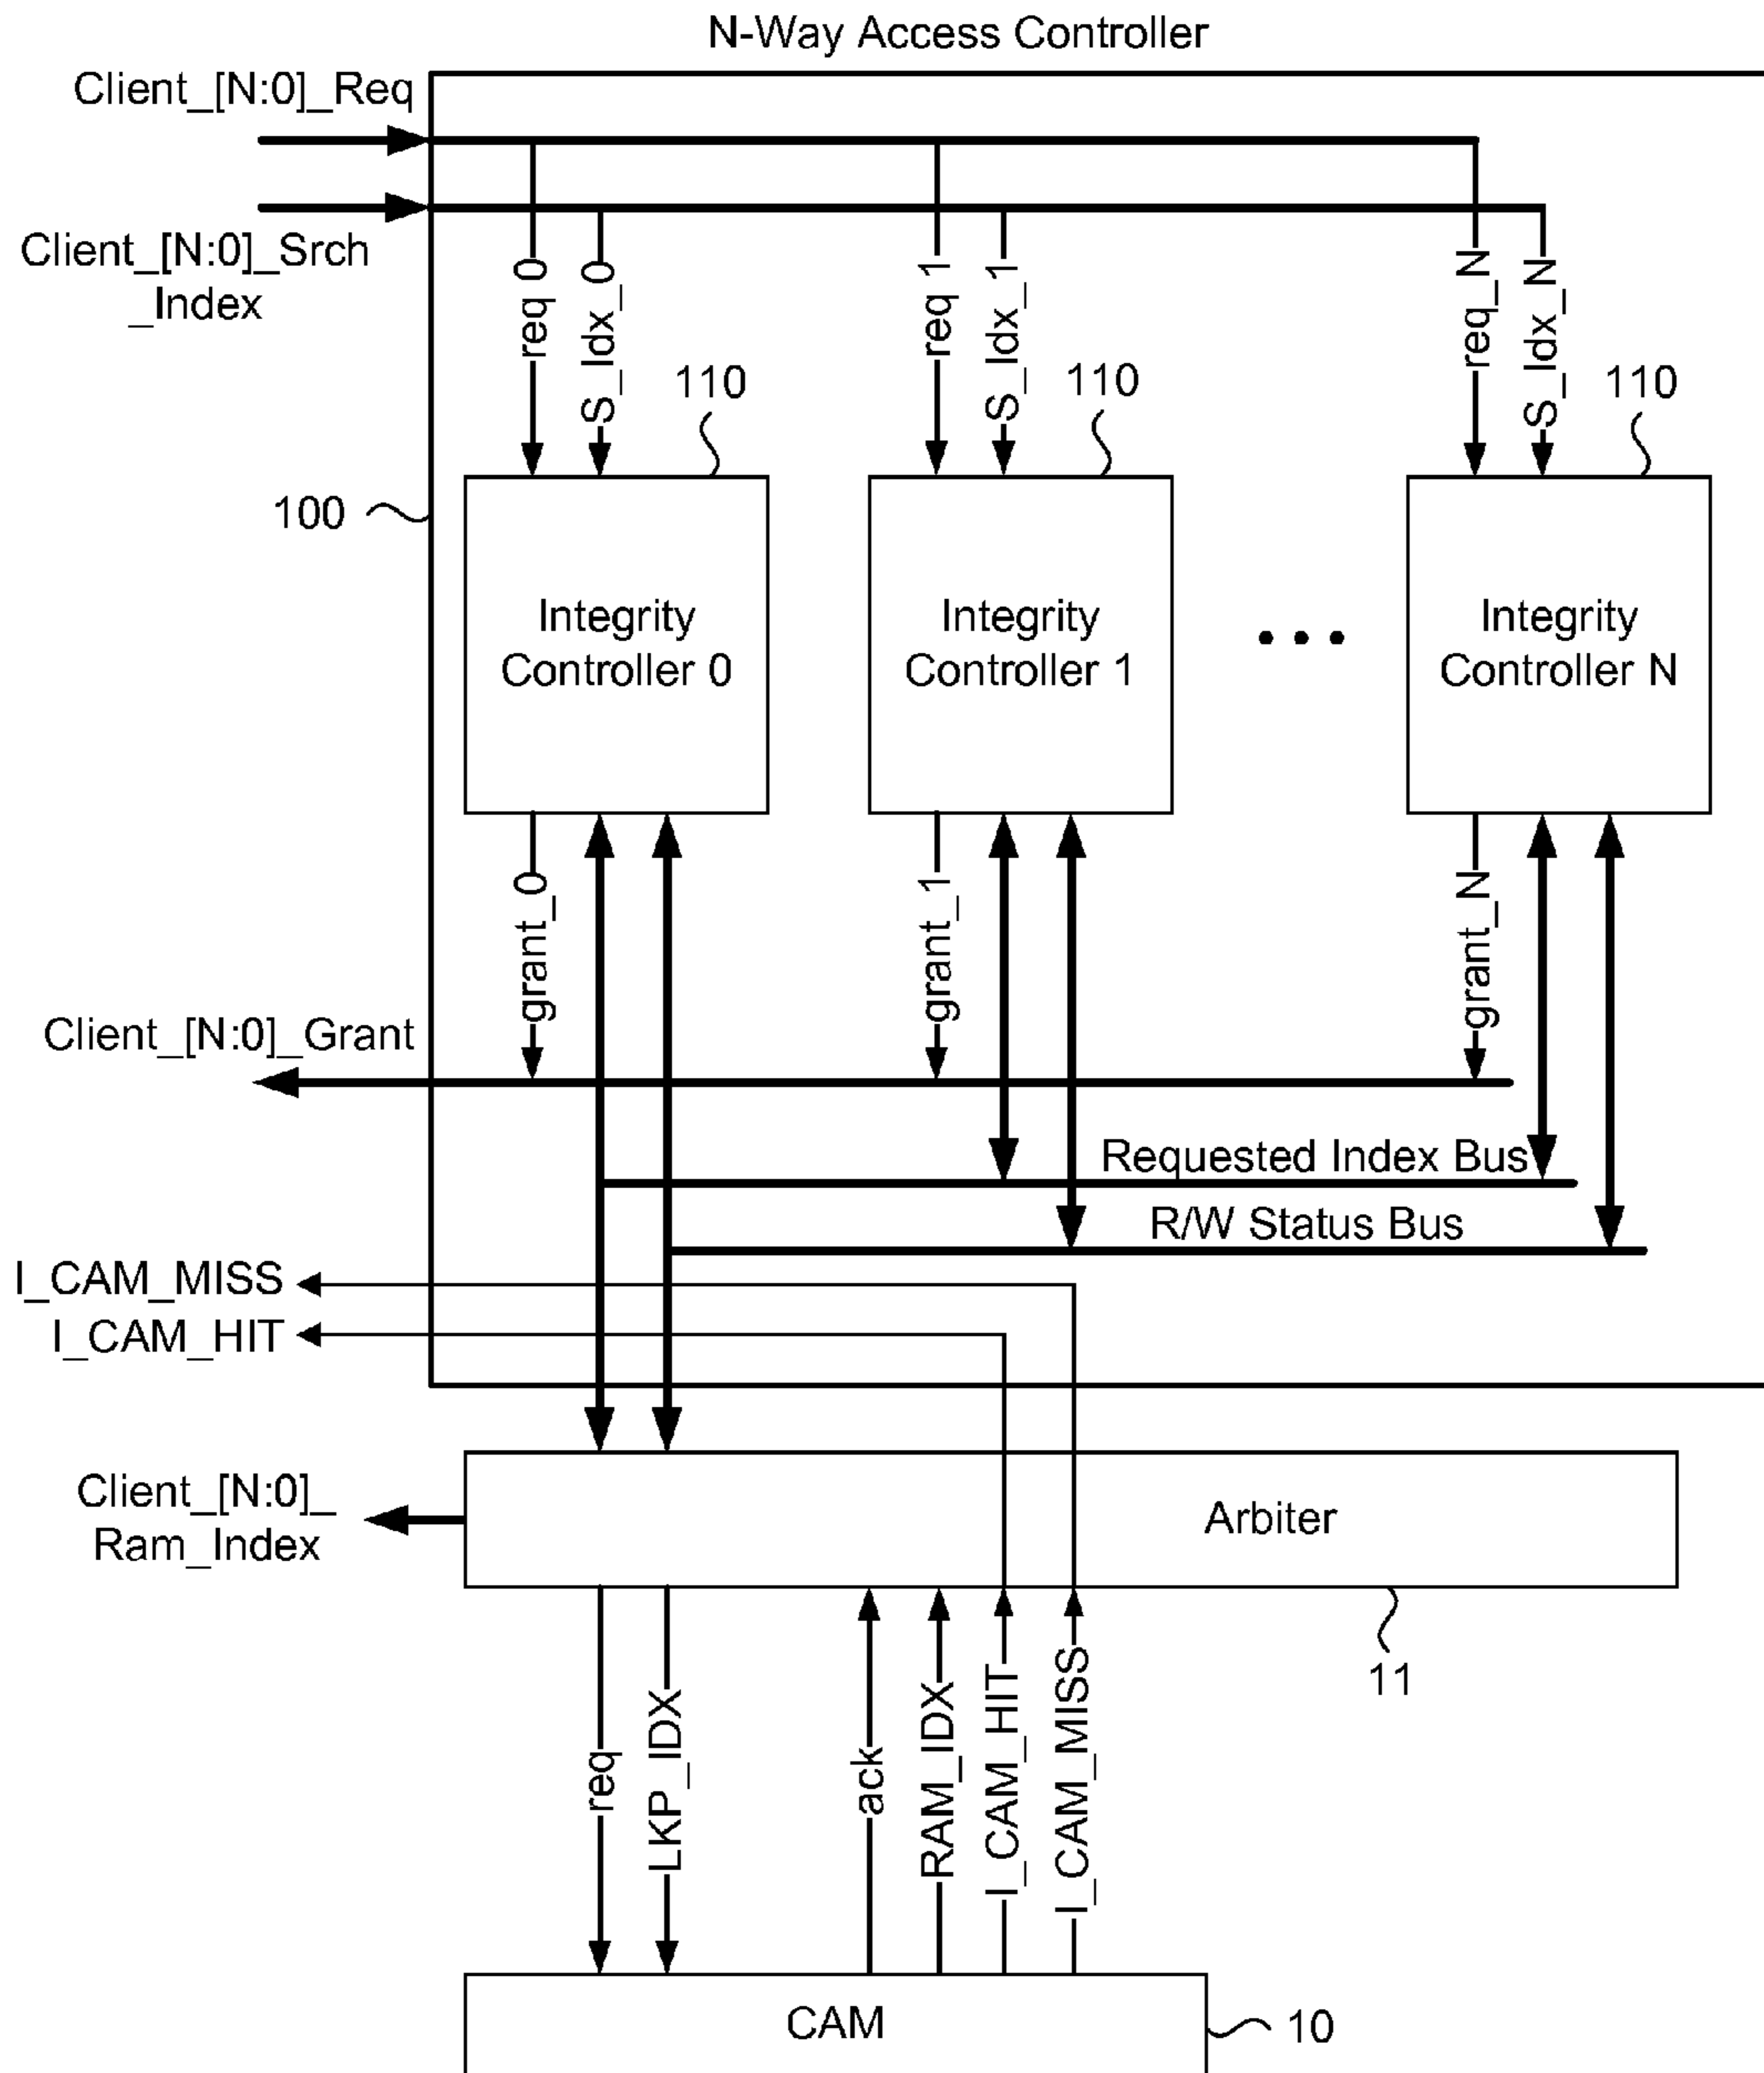 N-Way Access Controller
Client_[N:0]_Req
Client_[N:0]_Srch
_Index
req 0
S_Idx_0
req 1
S_Idx_1
req_N
S_Idx_N
110
110
110
100
Integrity
Controller 0
Integrity
Controller 1
Integrity
Controller N
grant_0
grant_1
grant_N
Client_[N:0]_Grant
Requested Index Bus
R/W Status Bus
I_CAM_MISS
I_CAM_HIT
Client_[N:0]_
Ram_Index
Arbiter
11
req
LKP_IDX
ack
RAM_IDX
I_CAM_HIT
I_CAM_MISS
CAM
10